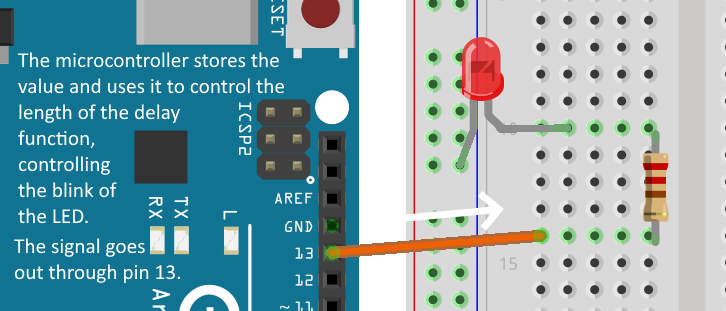 The microcontroller stores the
value and uses it to control the
length of the delay
function,
controlling
the blink of
the LED.
The signal goes
out through pin 13.
ICSP2
AREF
GND
13
12
~11
RX
TX
L
15